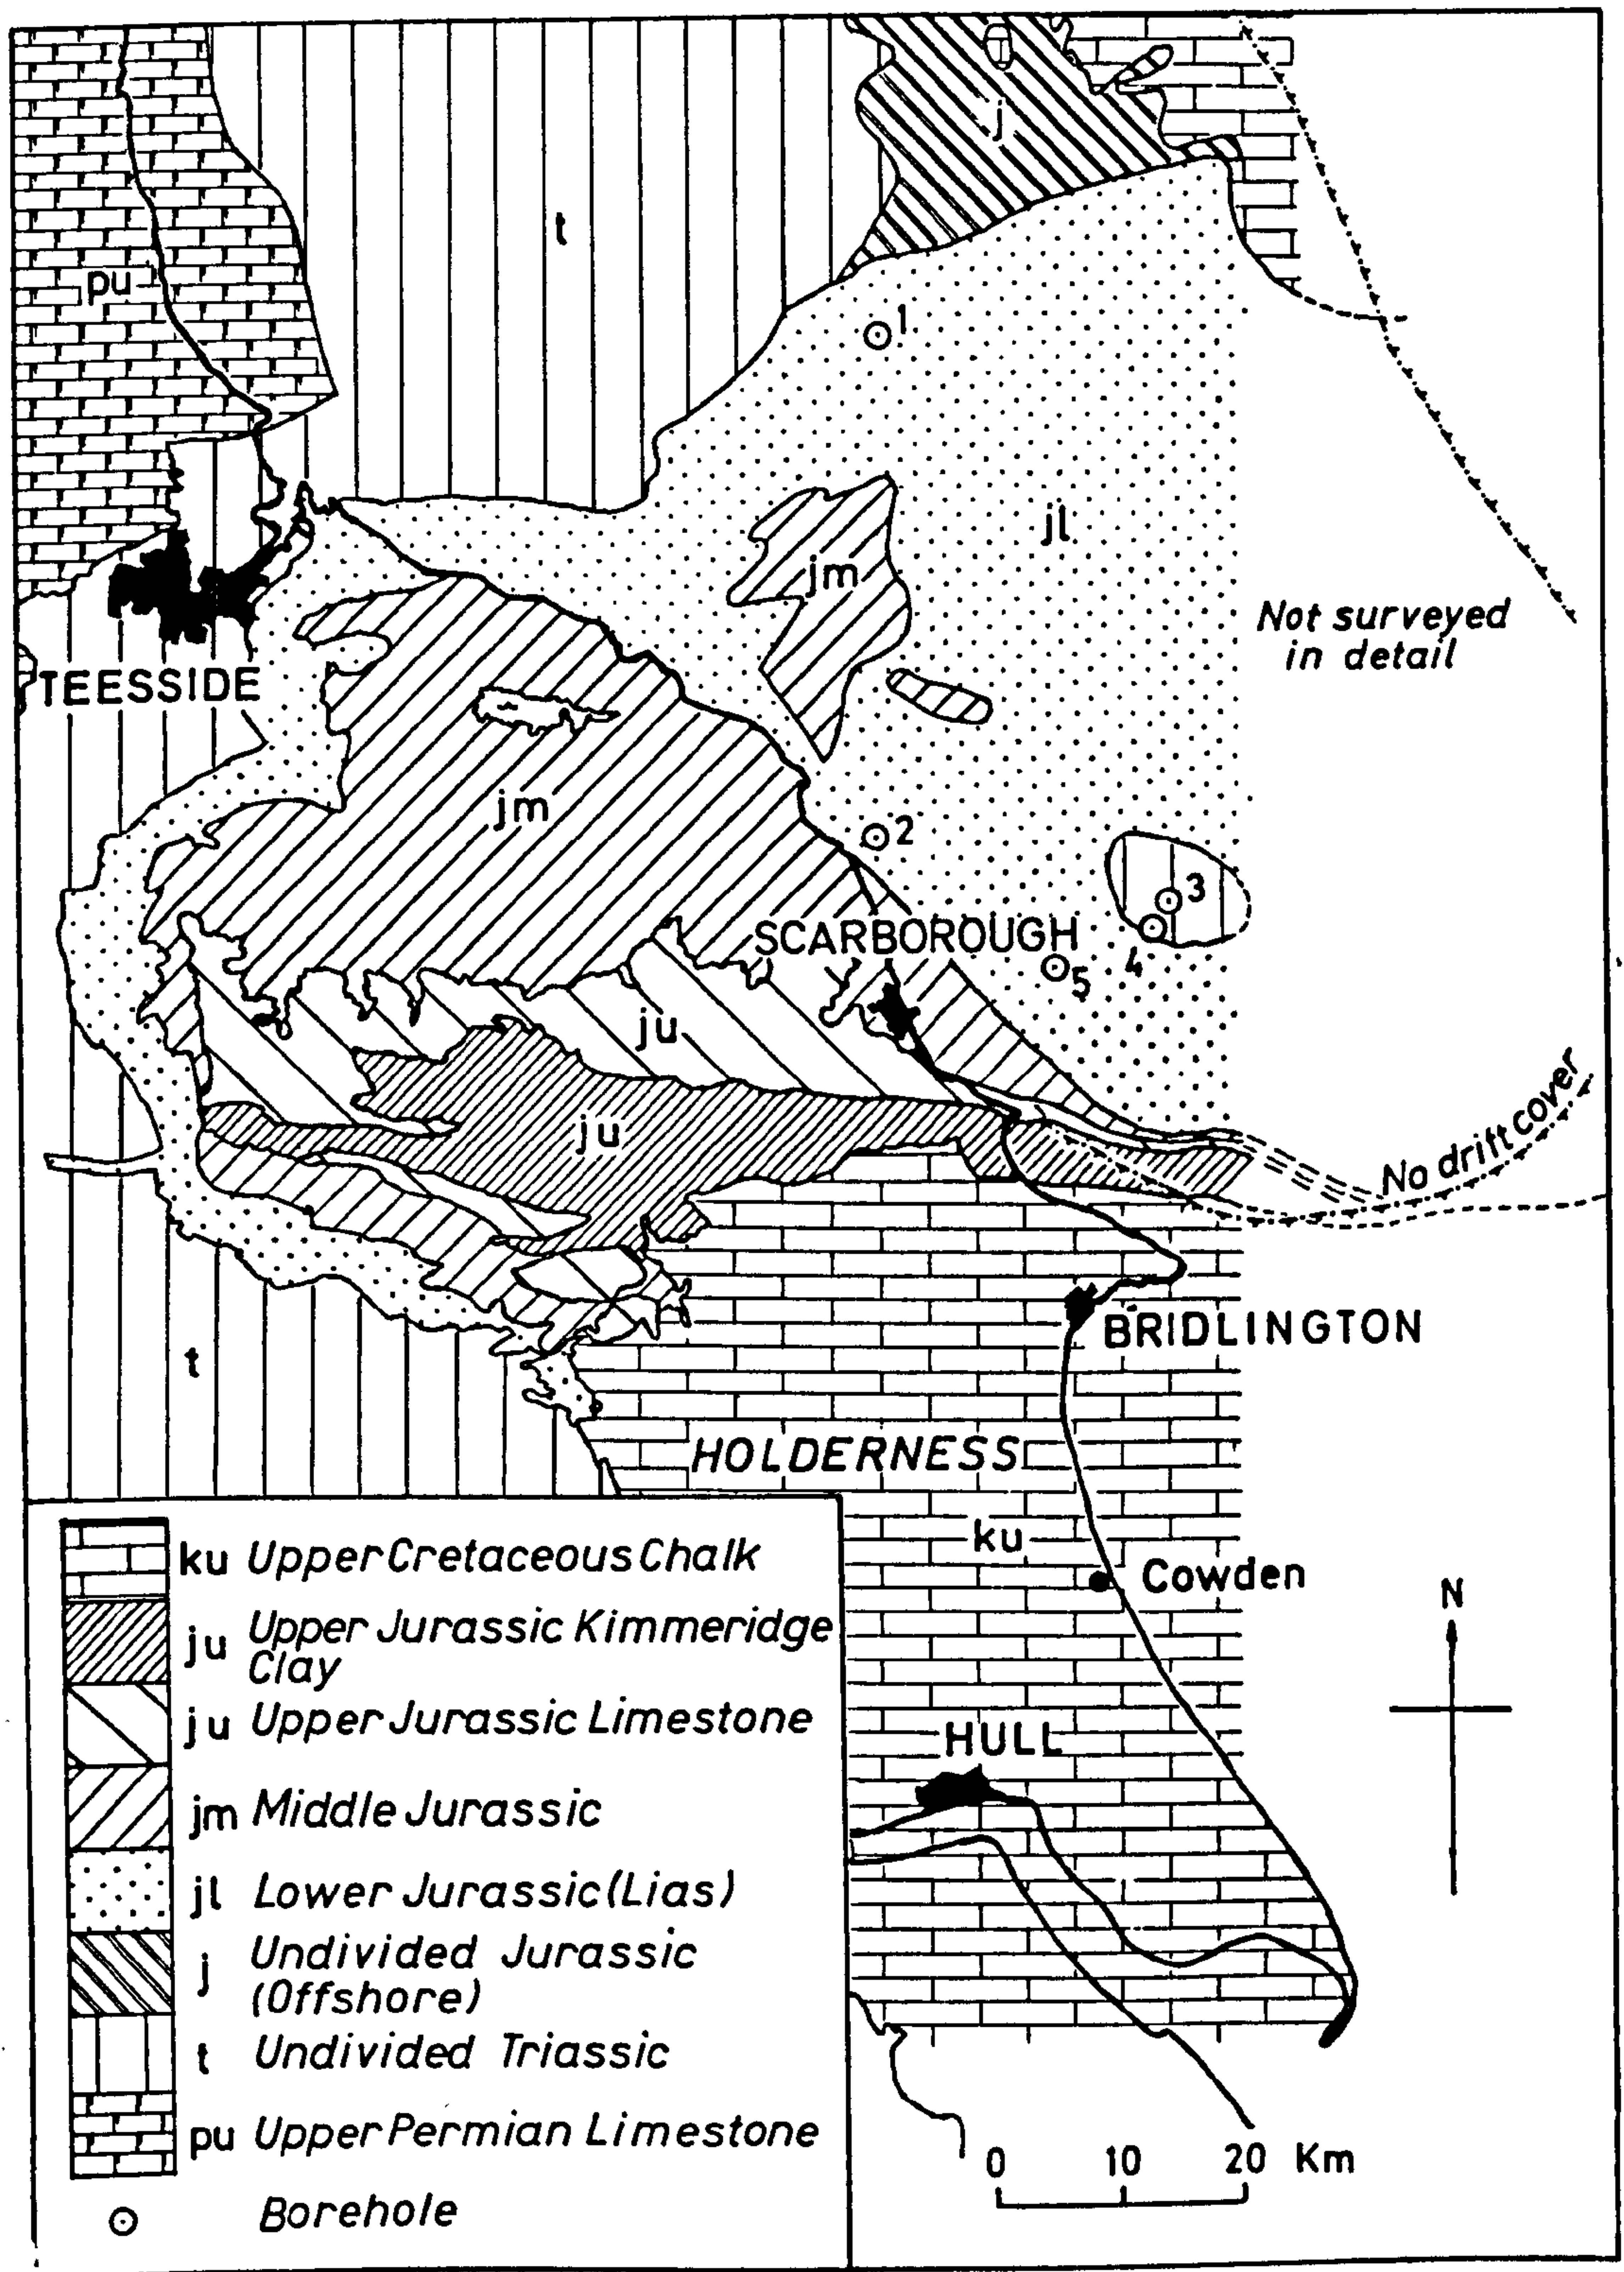 j
t
pu
1
jl
jm
Not surveyed
in detail
TEESSIDE
jm
2
3
SCARBOROUGH
4
5
ju
ju
No drift cover
BRIDLINGTON
t
HOLDERNESS
ku
Cowden
N
HULL
ku Upper Cretaceous Chalk
ju Upper Jurassic Kimmeridge
Clay
ju Upper Jurassic Limestone
jm Middle Jurassic
jl Lower Jurassic (Lias)
j Undivided Jurassic
(Offshore)
t Undivided Triassic
pu Upper Permian Limestone
Borehole
0 10 20 Km